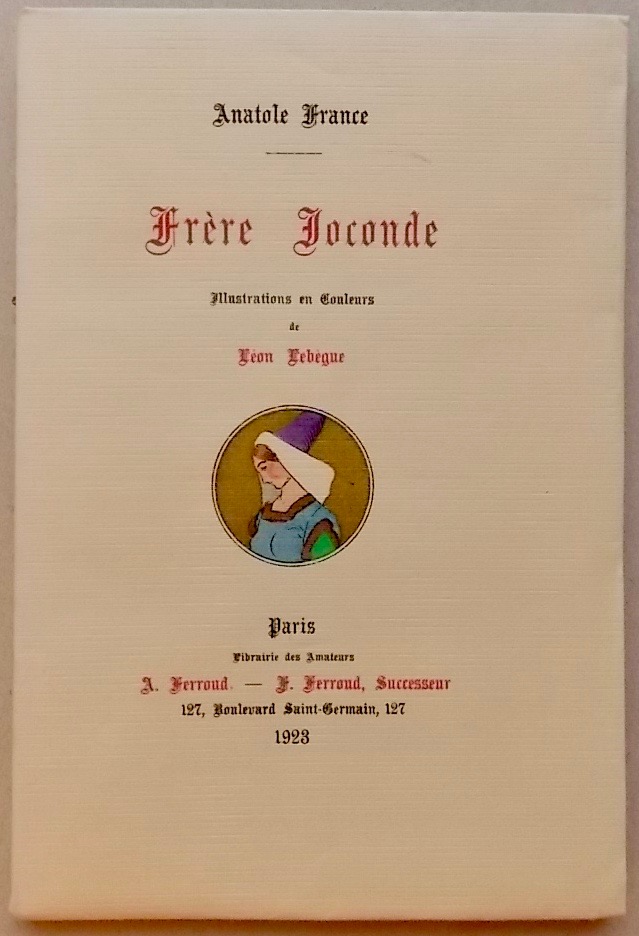 Anatole France
Frère Joconde
Illustrations en Couleurs
de
Léon Lebègue
Paris
Librairie des Amateurs
A. Ferroud. — F. Ferroud, Successeur
127, Boulevard Saint-Germain, 127
1923